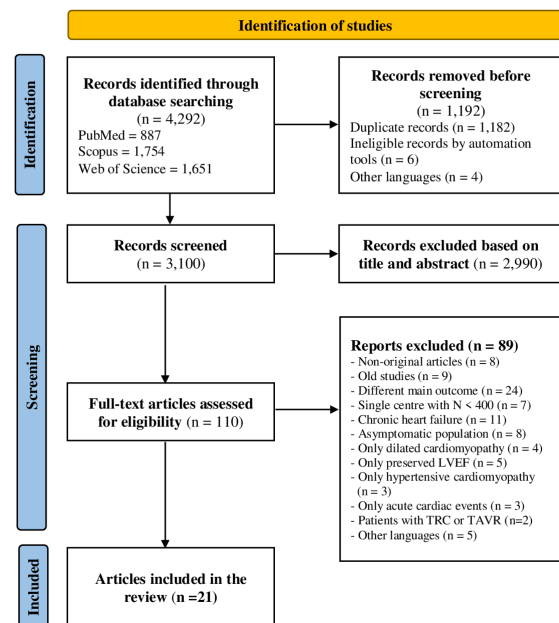 Identification of studies
Identification
Records identified through
database searching
(n = 4,292)
PubMed = 887
Scopus = 1,754
Web of Science = 1,651
Records removed before
screening
(n = 1,192)
Duplicate records (n = 1,182)
Ineligible records by automation
tools (n = 6)
Other languages (n = 4)
Screening
Records screened
(n = 3,100)
Records excluded based on
title and abstract (n = 2,990)
Full-text articles assessed
for eligibility (n = 110)
Reports excluded (n = 89)
- Non-original articles (n = 8)
- Old studies (n = 9)
- Different main outcome (n = 24)
- Single centre with N < 400 (n = 7)
- Chronic heart failure (n = 11)
- Asymptomatic population (n = 8)
- Only dilated cardiomyopathy (n = 4)
- Only preserved LVEF (n = 5)
- Only hypertensive cardiomyopathy
(n = 3)
- Only acute cardiac events (n = 3)
- Patients with TRC or TAVR (n=2)
- Other languages (n = 5)
Included
Articles included in the
review (n =21)